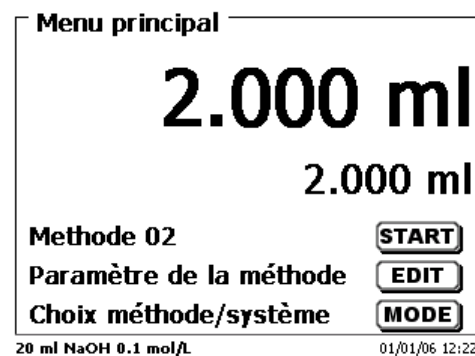 Menu principal
2.000 ml
2.000 ml
Methode 02 START
Paramètre de la méthode EDIT
Choix méthode/système MODE
20 ml NaOH 0.1 mol/L 01/01/06 12:22